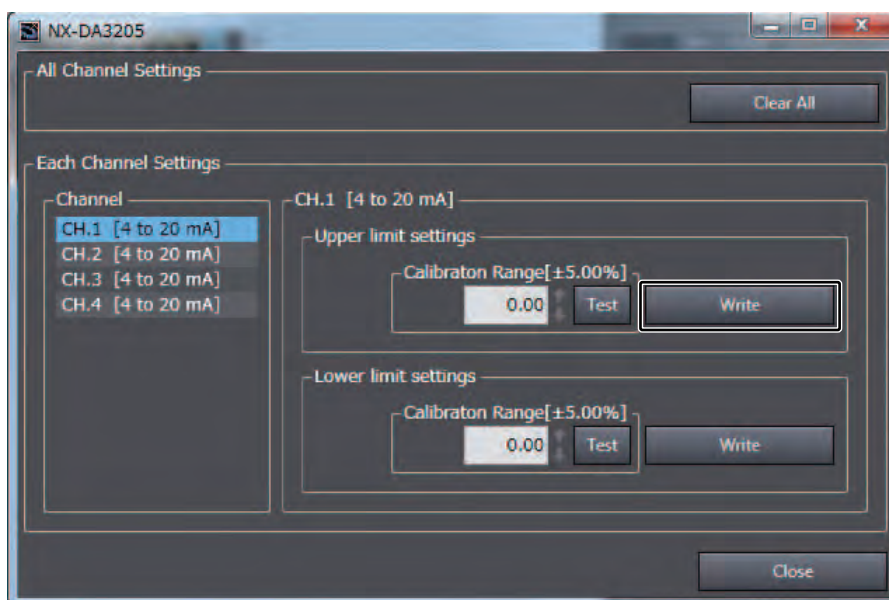 NX-DA3205
All Channel Settings
Clear All
Each Channel Settings
Channel
CH.1 [4 to 20 mA]
CH.2 [4 to 20 mA]
CH.3 [4 to 20 mA]
CH.4 [4 to 20 mA]
CH.1 [4 to 20 mA]
Upper limit settings
Calibraton Range[±5.00%]
0.00 Test Write
Lower limit settings
Calibraton Range[±5.00%]
0.00 Test Write
Close